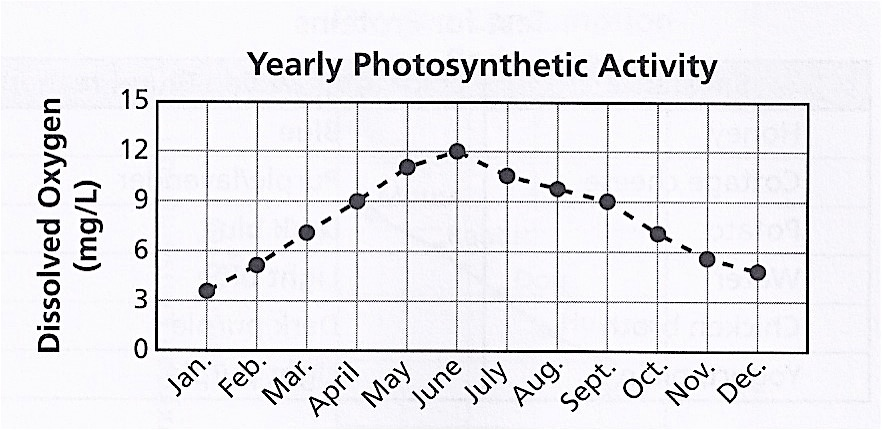 Yearly Photosynthetic Activity
Dissolved Oxygen
(mg/L)
15
12
9
6
3
0
Jan. Feb. Mar. April May June July Aug. Sept. Oct. Nov. Dec.